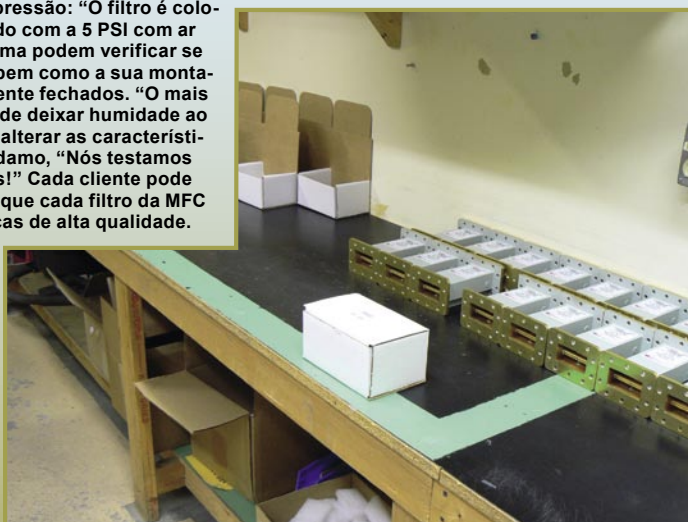 pressão: “O filtro é colo-
do com a 5 PSI com ar
ma podem verificar se
bem como a sua monta-
ente fechados. “O mais
de deixar humidade ao
alterar as característi-
damo, “Nós testamos
s!” Cada cliente pode
que cada filtro da MFC
cas de alta qualidade.